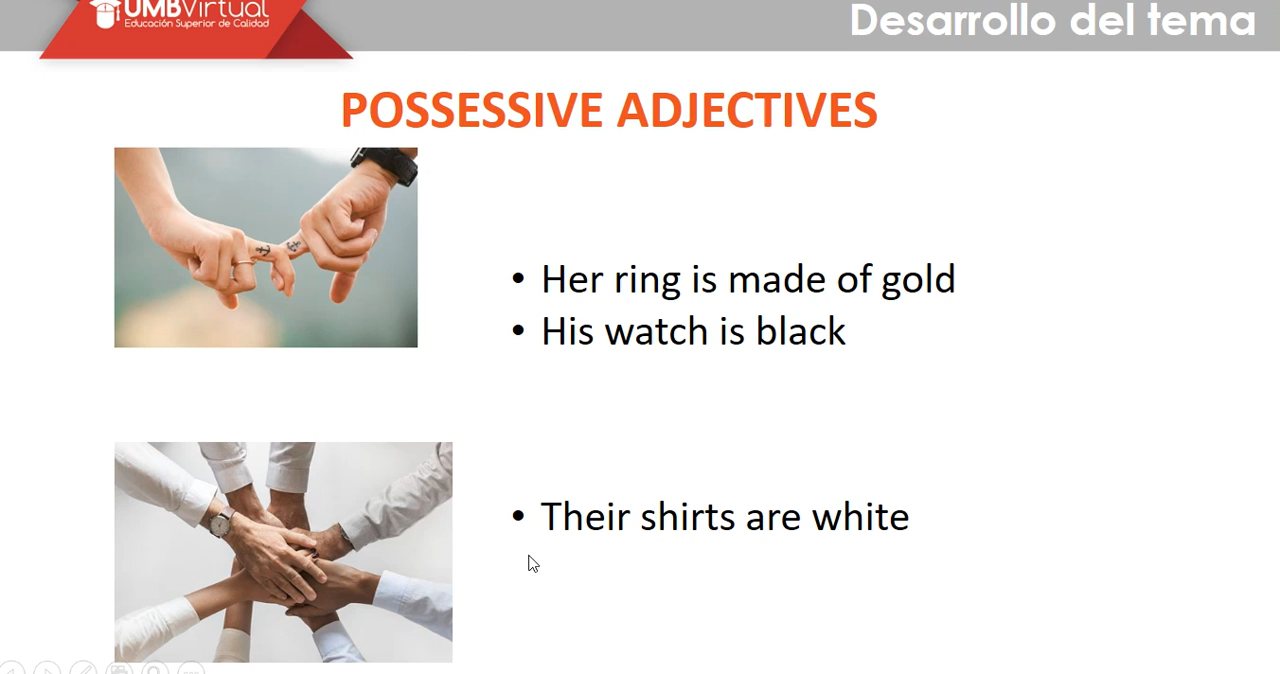 UMBVirtual
Educación Superior de Calidad
Desarrollo del tema
POSSESSIVE ADJECTIVES
• Her ring is made of gold
• His watch is black
• Their shirts are white